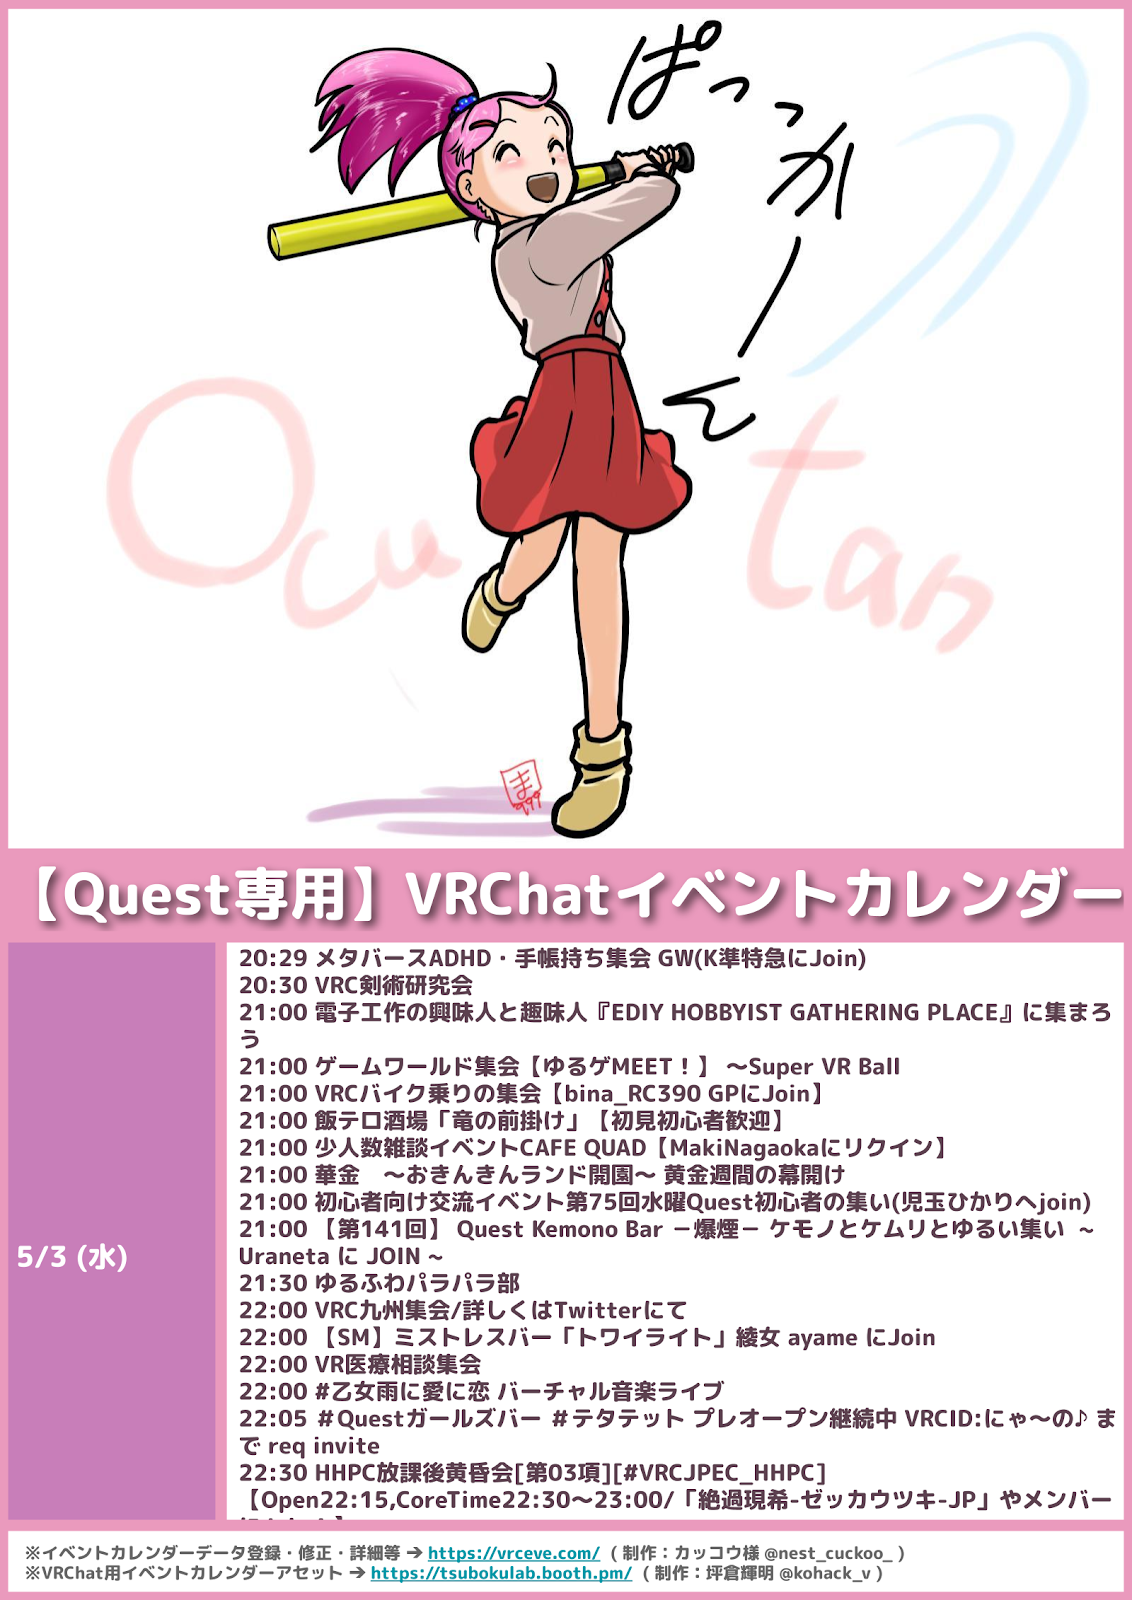 ぱっっかーん
Ocu tan
ま
999
【Quest専用】VRChatイベントカレンダー
5/3 (水)
20:29 メタバースADHD・手帳持ち集会 GW(K準特急にJoin)
20:30 VRC剣術研究会
21:00 電子工作の興味人と趣味人『EDIY HOBBYIST GATHERING PLACE』に集まろ
う
21:00 ゲームワールド集会【ゆるゲMEET！】 ～Super VR Ball
21:00 VRCバイク乗りの集会【bina_RC390 GPにJoin】
21:00 飯テロ酒場「竜の前掛け」【初見初心者歓迎】
21:00 少人数雑談イベントCAFE QUAD【MakiNagaokaにリクイン】
21:00 華金　～おきんきんランド開園～ 黄金週間の幕開け
21:00 初心者向け交流イベント第75回水曜Quest初心者の集い(児玉ひかりへjoin)
21:00 【第141回】 Quest Kemono Bar －爆煙－ ケモノとケムリとゆるい集い ~
Uraneta に JOIN ~
21:30 ゆるふわパラパラ部
22:00 VRC九州集会/詳しくはTwitterにて
22:00 【SM】ミストレスバー「トワイライト」綾女 ayame にJoin
22:00 VR医療相談集会
22:00 #乙女雨に愛に恋 バーチャル音楽ライブ
22:05 ＃Questガールズバー ＃テタテット プレオープン継続中 VRCID:にゃ～の♪ ま
で req invite
22:30 HHPC放課後黄昏会[第03項][#VRCJPEC_HHPC]
【Open22:15,CoreTime22:30～23:00/「絶過現希-ゼッカウツキ-JP」やメンバー
※イベントカレンダーデータ登録・修正・詳細等 ➔ https://vrceve.com/ ( 制作：カッコウ様 @nest_cuckoo_ )
※VRChat用イベントカレンダーアセット ➔ https://tsubokulab.booth.pm/ ( 制作：坪倉輝明 @kohack_v )